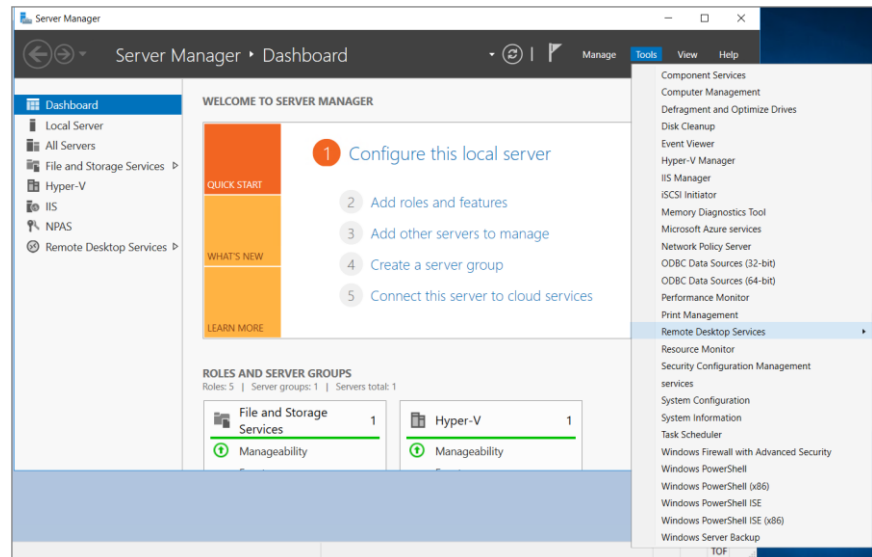 Server Manager
Server Manager • Dashboard
Manage
Tools
View
Help
Dashboard
Local Server
All Servers
File and Storage Services
Hyper-V
IIS
NPAS
Remote Desktop Services
WELCOME TO SERVER MANAGER
QUICK START
WHAT'S NEW
LEARN MORE
1 Configure this local server
2 Add roles and features
3 Add other servers to manage
4 Create a server group
5 Connect this server to cloud services
ROLES AND SERVER GROUPS
Roles: 5 | Server groups: 1 | Servers total: 1
File and Storage
Services
1
Manageability
Hyper-V 1
Manageability
Component Services
Computer Management
Defragment and Optimize Drives
Disk Cleanup
Event Viewer
Hyper-V Manager
IIS Manager
iSCSI Initiator
Memory Diagnostics Tool
Microsoft Azure services
Network Policy Server
ODBC Data Sources (32-bit)
ODBC Data Sources (64-bit)
Performance Monitor
Print Management
Remote Desktop Services
Resource Monitor
Security Configuration Management
services
System Configuration
System Information
Task Scheduler
Windows Firewall with Advanced Security
Windows PowerShell
Windows PowerShell (x86)
Windows PowerShell ISE
Windows PowerShell ISE (x86)
Windows Server Backup
TOF